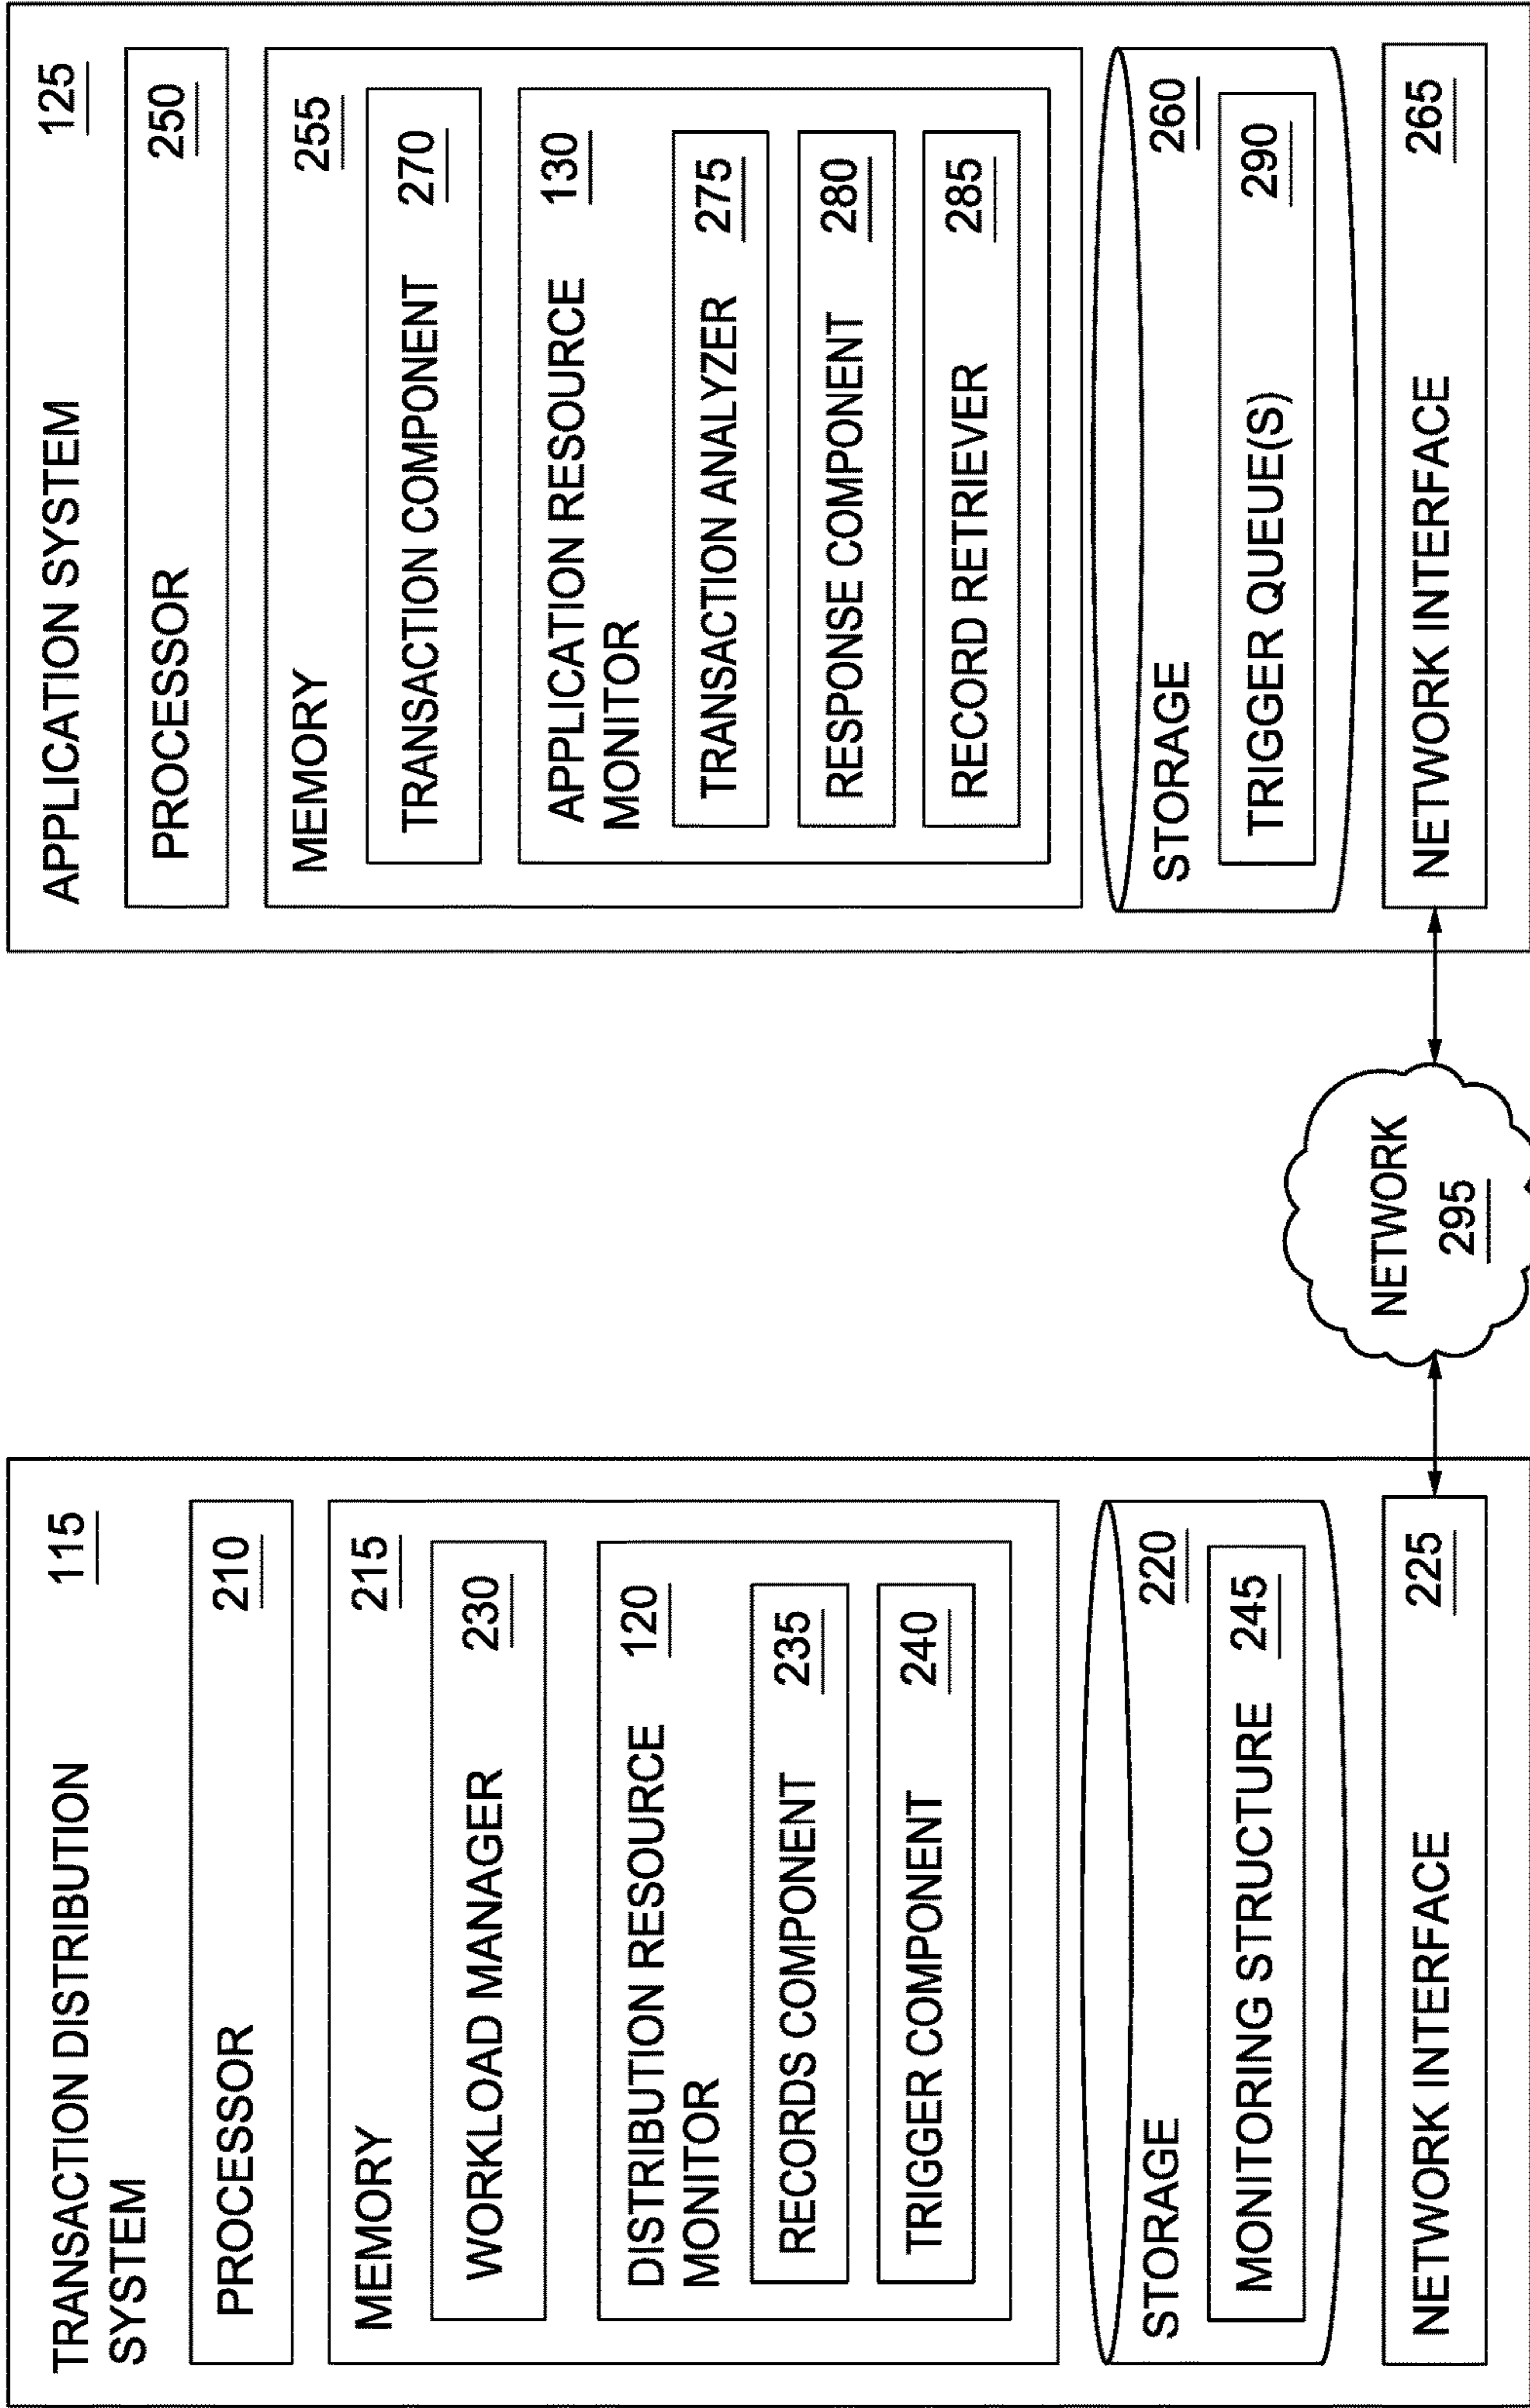 TRANSACTION DISTRIBUTION 115
SYSTEM
PROCESSOR 210
MEMORY 215
WORKLOAD MANAGER 230
DISTRIBUTION RESOURCE 120
MONITOR
RECORDS COMPONENT 235
TRIGGER COMPONENT 240
STORAGE 220
MONITORING STRUCTURE 245
NETWORK INTERFACE 225
NETWORK
295
APPLICATION SYSTEM 125
PROCESSOR 250
MEMORY 255
TRANSACTION COMPONENT 270
APPLICATION RESOURCE 130
MONITOR
TRANSACTION ANALYZER 275
RESPONSE COMPONENT 280
RECORD RETRIEVER 285
STORAGE 260
TRIGGER QUEUE(S) 290
NETWORK INTERFACE 265